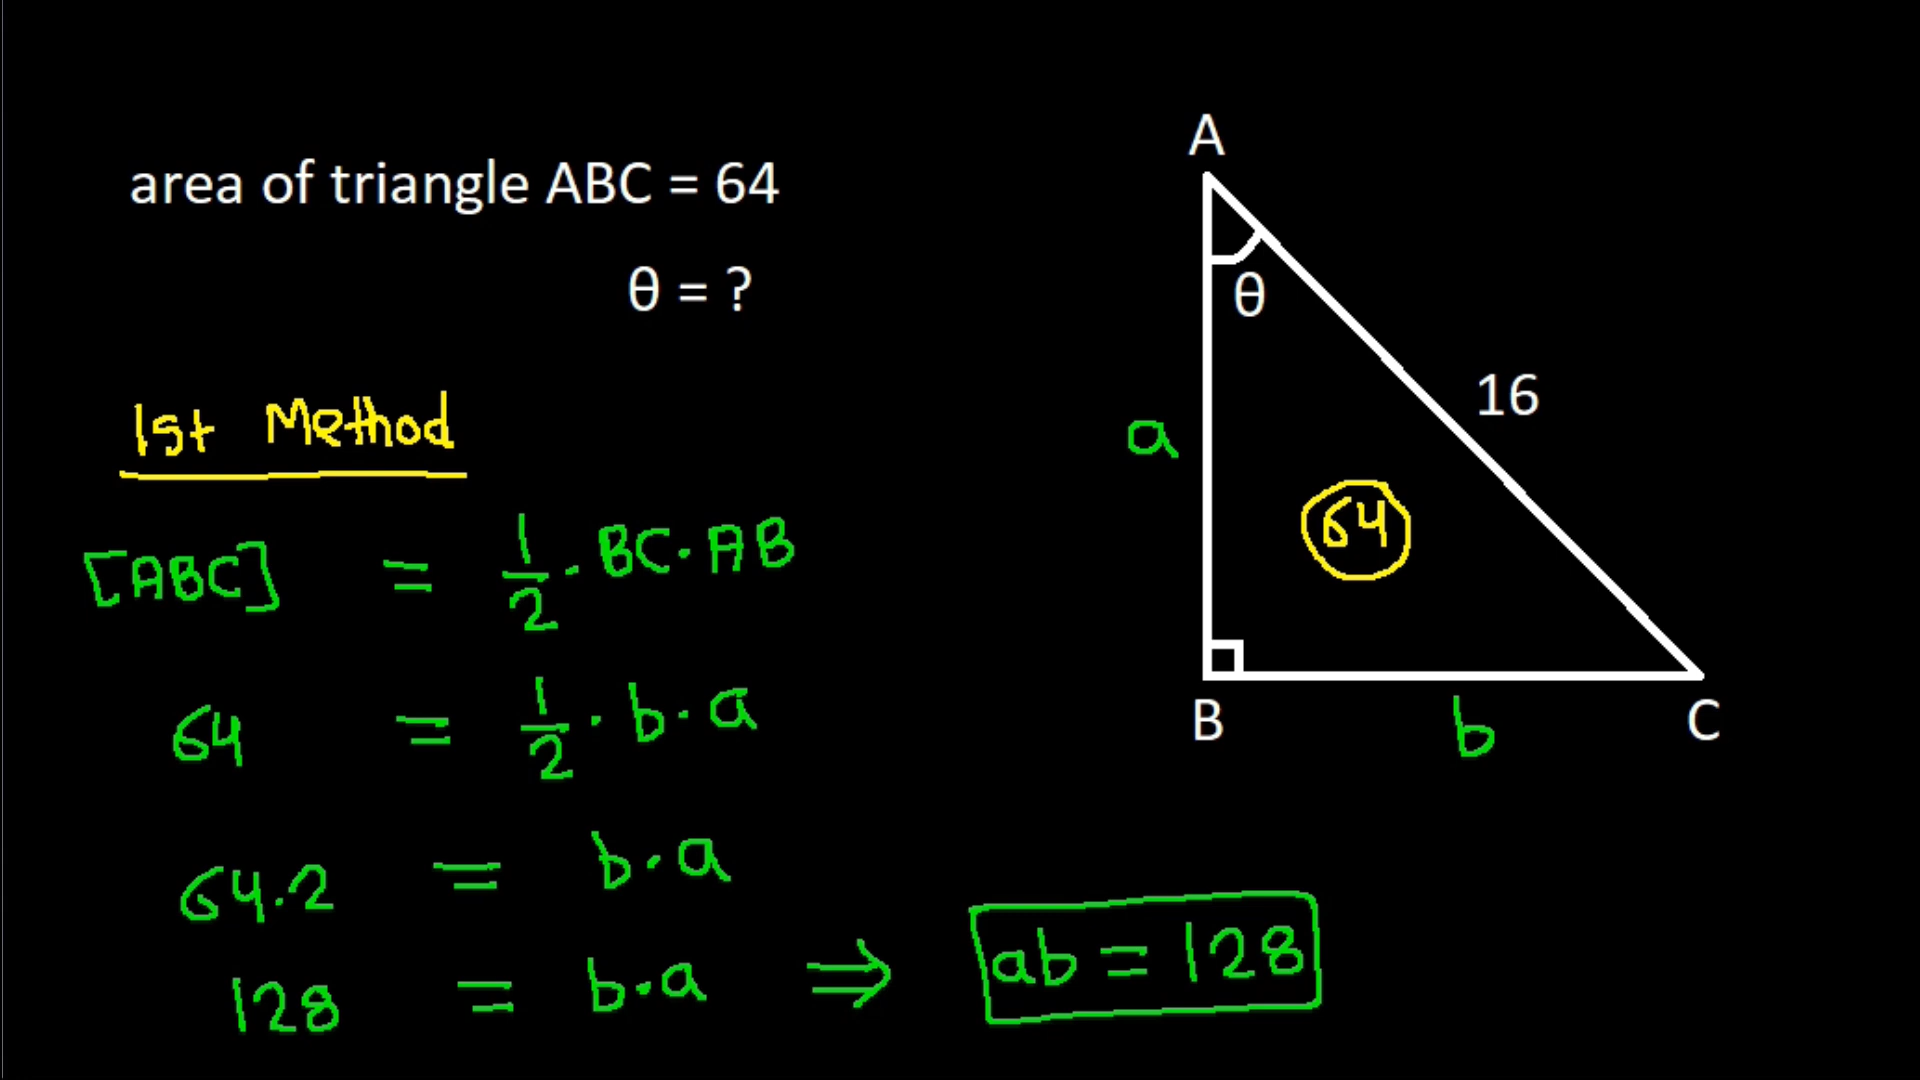 area of triangle ABC = 64
θ = ?
1st Method
[ABC] = 1/2 · BC · AB
64 = 1/2 · b · a
64 · 2 = b · a
128 = b · a ⇒ ab = 128
A
θ
16
a
64
B
b
C